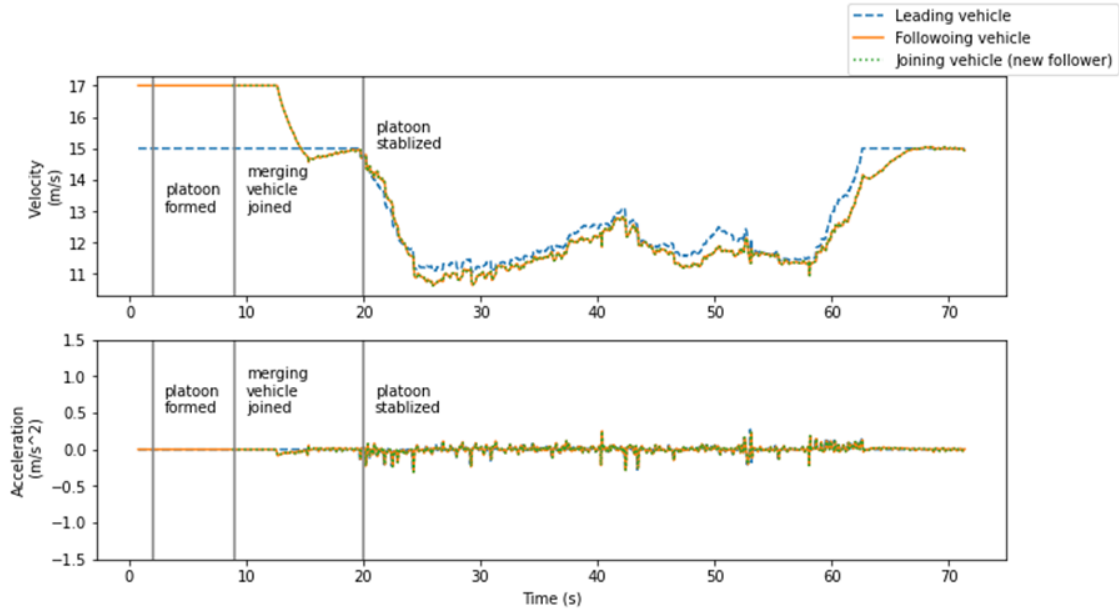 Leading vehicle
Followoing vehicle
Joining vehicle (new follower)
17
16
15
14
13
12
11
Velocity
(m/s)
platoon
formed
merging
vehicle
joined
platoon
stablized
0 10 20 30 40 50 60 70
1.5
1.0
0.5
0.0
-0.5
-1.0
-1.5
Acceleration
(m/s^2)
platoon
formed
merging
vehicle
joined
platoon
stablized
0 10 20 30 40 50 60 70
Time (s)